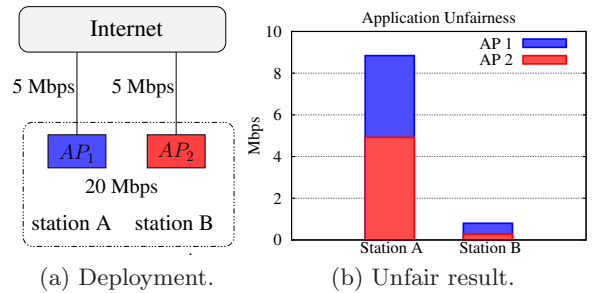 Internet
5 Mbps 5 Mbps
AP1 AP2
20 Mbps
station A station B
(a) Deployment.
Application Unfairness
AP 1
AP 2
10
8
6
4
2
0
Mbps
Station A Station B
(b) Unfair result.